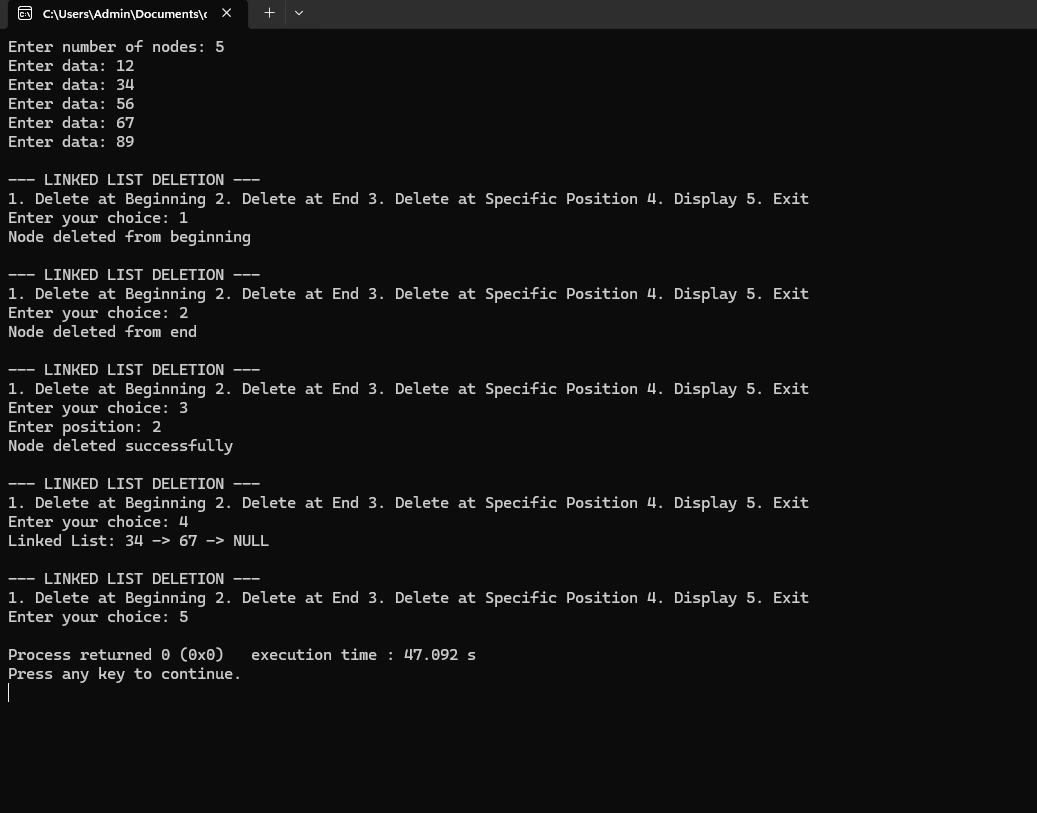 C:\Users\Admin\Documents\
Enter number of nodes: 5
Enter data: 12
Enter data: 34
Enter data: 56
Enter data: 67
Enter data: 89
--- LINKED LIST DELETION ---
1. Delete at Beginning 2. Delete at End 3. Delete at Specific Position 4. Display 5. Exit
Enter your choice: 1
Node deleted from beginning
--- LINKED LIST DELETION ---
1. Delete at Beginning 2. Delete at End 3. Delete at Specific Position 4. Display 5. Exit
Enter your choice: 2
Node deleted from end
--- LINKED LIST DELETION ---
1. Delete at Beginning 2. Delete at End 3. Delete at Specific Position 4. Display 5. Exit
Enter your choice: 3
Enter position: 2
Node deleted successfully
--- LINKED LIST DELETION ---
1. Delete at Beginning 2. Delete at End 3. Delete at Specific Position 4. Display 5. Exit
Enter your choice: 4
Linked List: 34 -> 67 -> NULL
--- LINKED LIST DELETION ---
1. Delete at Beginning 2. Delete at End 3. Delete at Specific Position 4. Display 5. Exit
Enter your choice: 5
Process returned 0 (0x0)   execution time : 47.092 s
Press any key to continue.